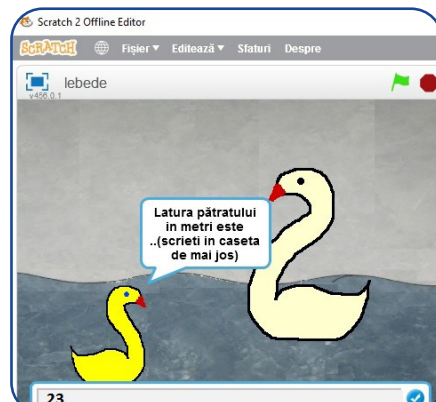 Scratch 2 Offline Editor
SCRATCH Fișier Editează Sfaturi Despre
lebede
v456.0.1
Latura pătratului
in metri este
..(scrieti in caseta
de mai jos)
23